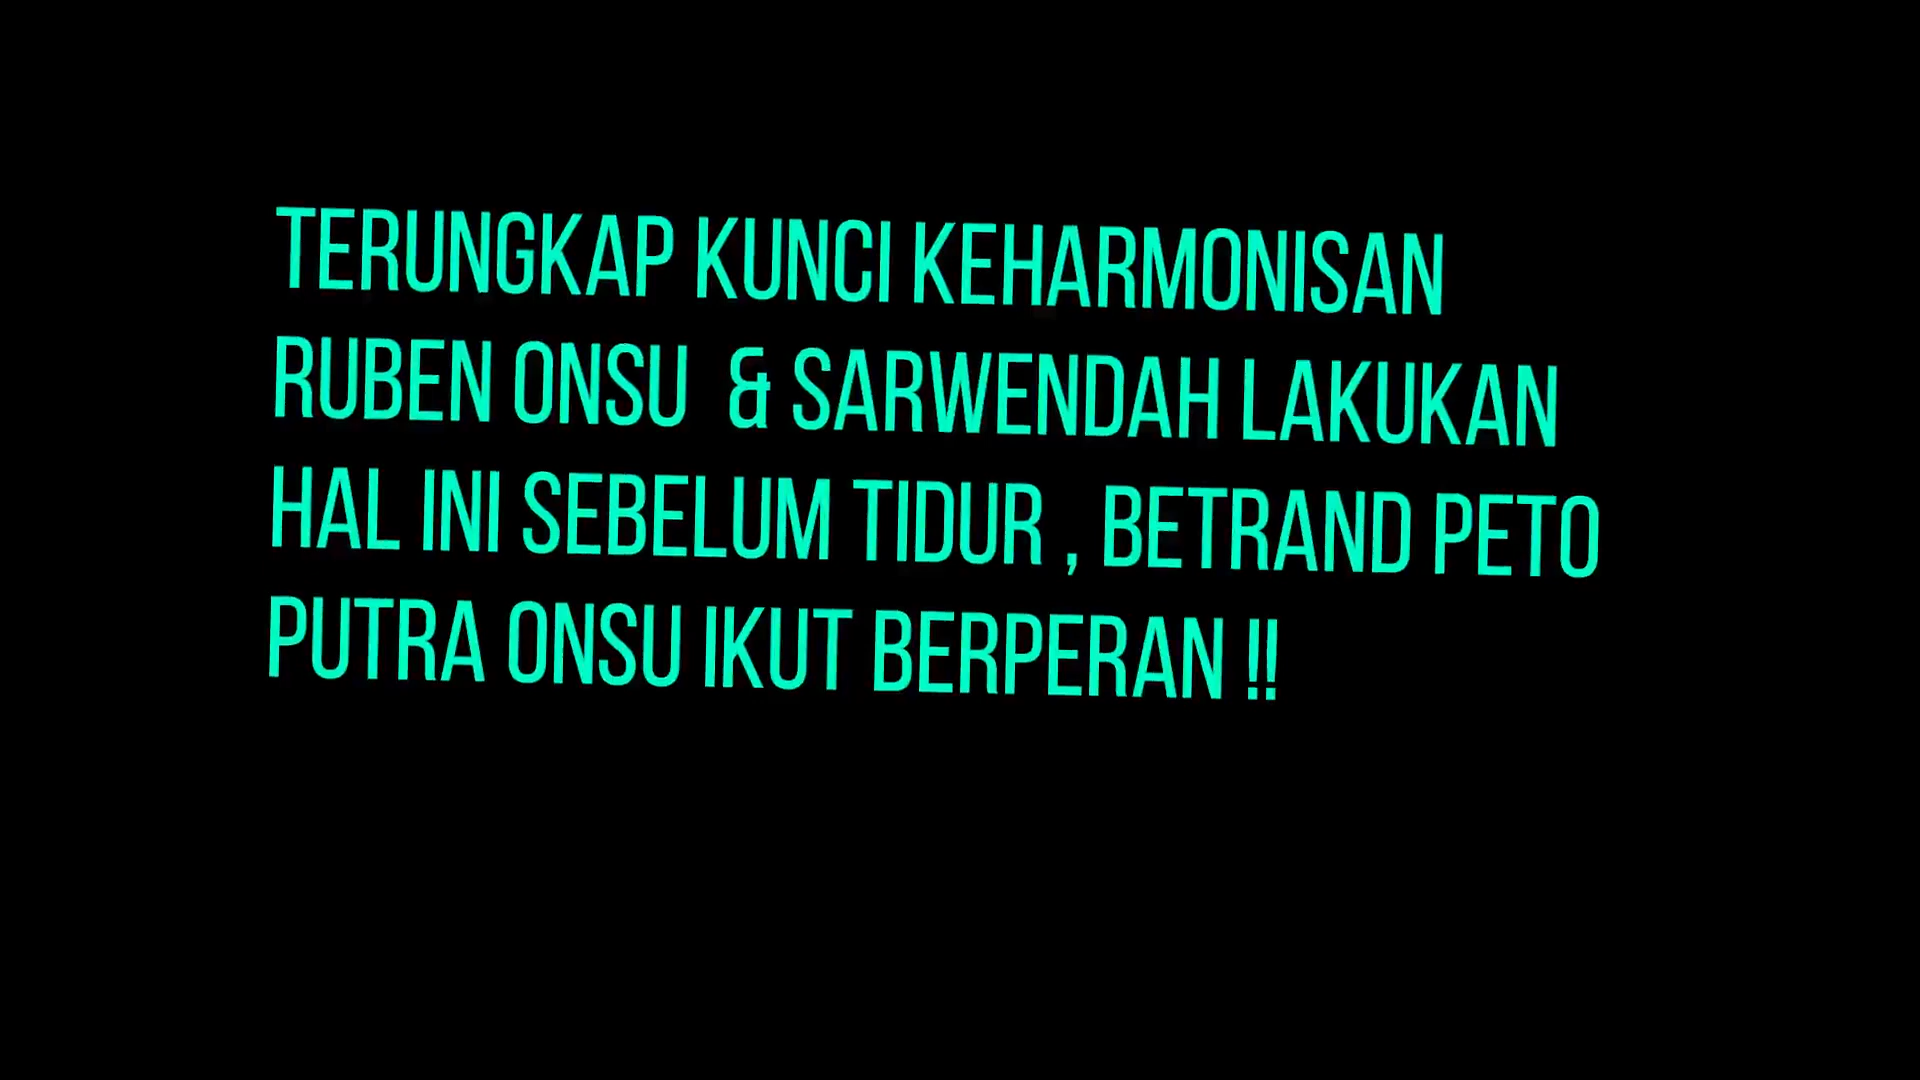 TERUNGKAP KUNCI KEHARMONISAN
RUBEN ONSU & SARWENDAH LAKUKAN
HAL INI SEBELUM TIDUR , BETRAND PETO
PUTRA ONSU IKUT BERPERAN !!